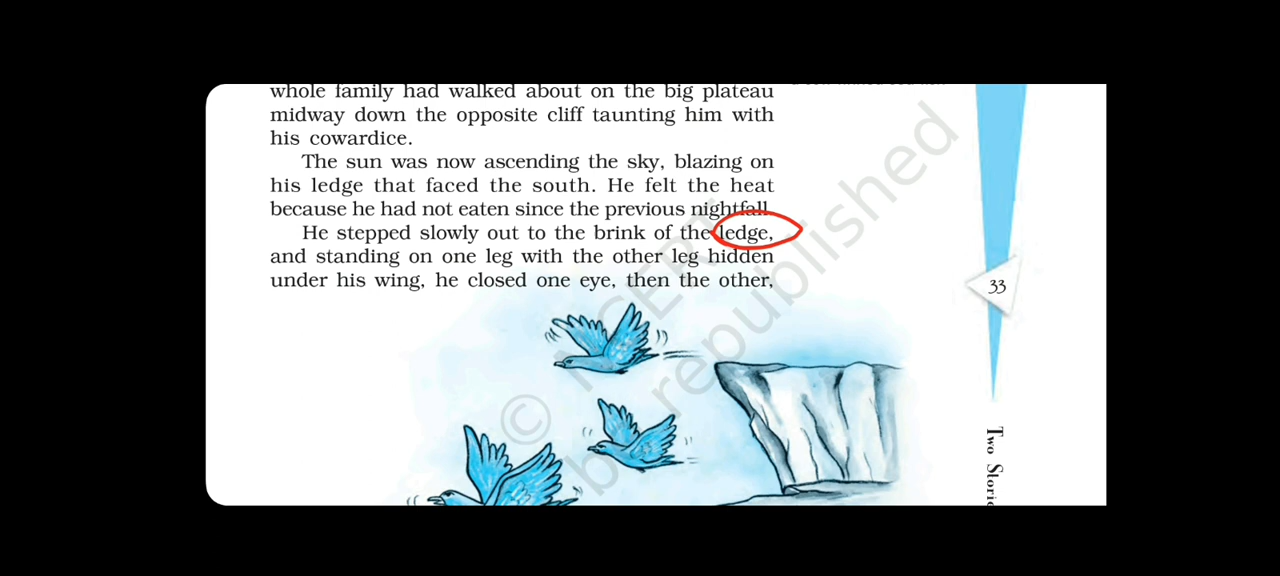 whole family had walked about on the big plateau
midway down the opposite cliff taunting him with
his cowardice.
The sun was now ascending the sky, blazing on
his ledge that faced the south. He felt the heat
because he had not eaten since the previous nightfall.
He stepped slowly out to the brink of the ledge,
and standing on one leg with the other leg hidden
under his wing, he closed one eye, then the other,
33
Two
© NCERT
republished